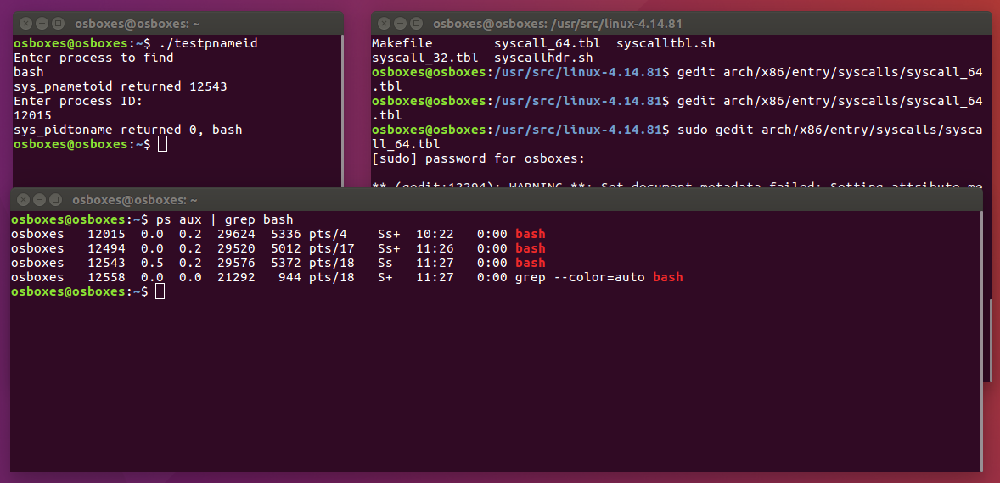 osboxes@osboxes: ~
osboxes@osboxes:~$ ./testpnameid
Enter process to find
bash
sys_pnametoid returned 12543
Enter process ID:
12015
sys_pidtoname returned 0, bash
osboxes@osboxes:~$
osboxes@osboxes: /usr/src/linux-4.14.81
Makefile        syscall_64.tbl  syscalltbl.sh
syscall_32.tbl  syscallhdr.sh
osboxes@osboxes:/usr/src/linux-4.14.81$ gedit arch/x86/entry/syscalls/syscall_64
.tbl
osboxes@osboxes:/usr/src/linux-4.14.81$ gedit arch/x86/entry/syscalls/syscall_64
.tbl
osboxes@osboxes:/usr/src/linux-4.14.81$ sudo gedit arch/x86/entry/syscalls/sysca
ll_64.tbl
[sudo] password for osboxes:
** (gedit:12294): WARNING **: Set document metadata failed: Setting attribute me
osboxes@osboxes: ~
osboxes@osboxes:~$ ps aux | grep bash
osboxes   12015  0.0  0.2  29624  5336 pts/4    Ss+  10:22   0:00 bash
osboxes   12494  0.0  0.2  29520  5012 pts/17   Ss+  11:26   0:00 bash
osboxes   12543  0.5  0.2  29576  5372 pts/18   Ss   11:27   0:00 bash
osboxes   12558  0.0  0.0  21292   944 pts/18   S+   11:27   0:00 grep --color=auto bash
osboxes@osboxes:~$